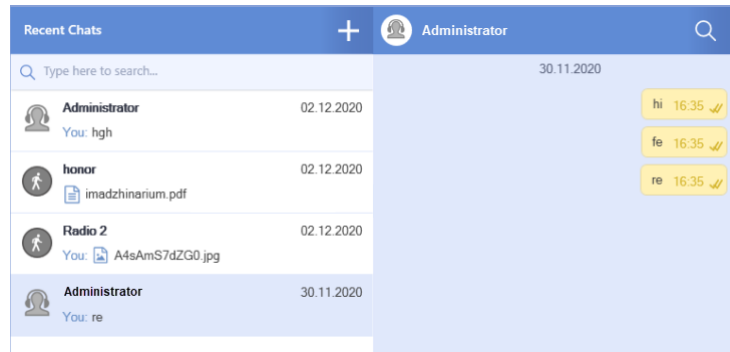 Recent Chats
Type here to search...
Administrator 02.12.2020
You: hgh
honor 02.12.2020
imadzhinarium.pdf
Radio 2 02.12.2020
You: A4sAmS7dZG0.jpg
Administrator 30.11.2020
You: re
Administrator
30.11.2020
hi 16:35
fe 16:35
re 16:35